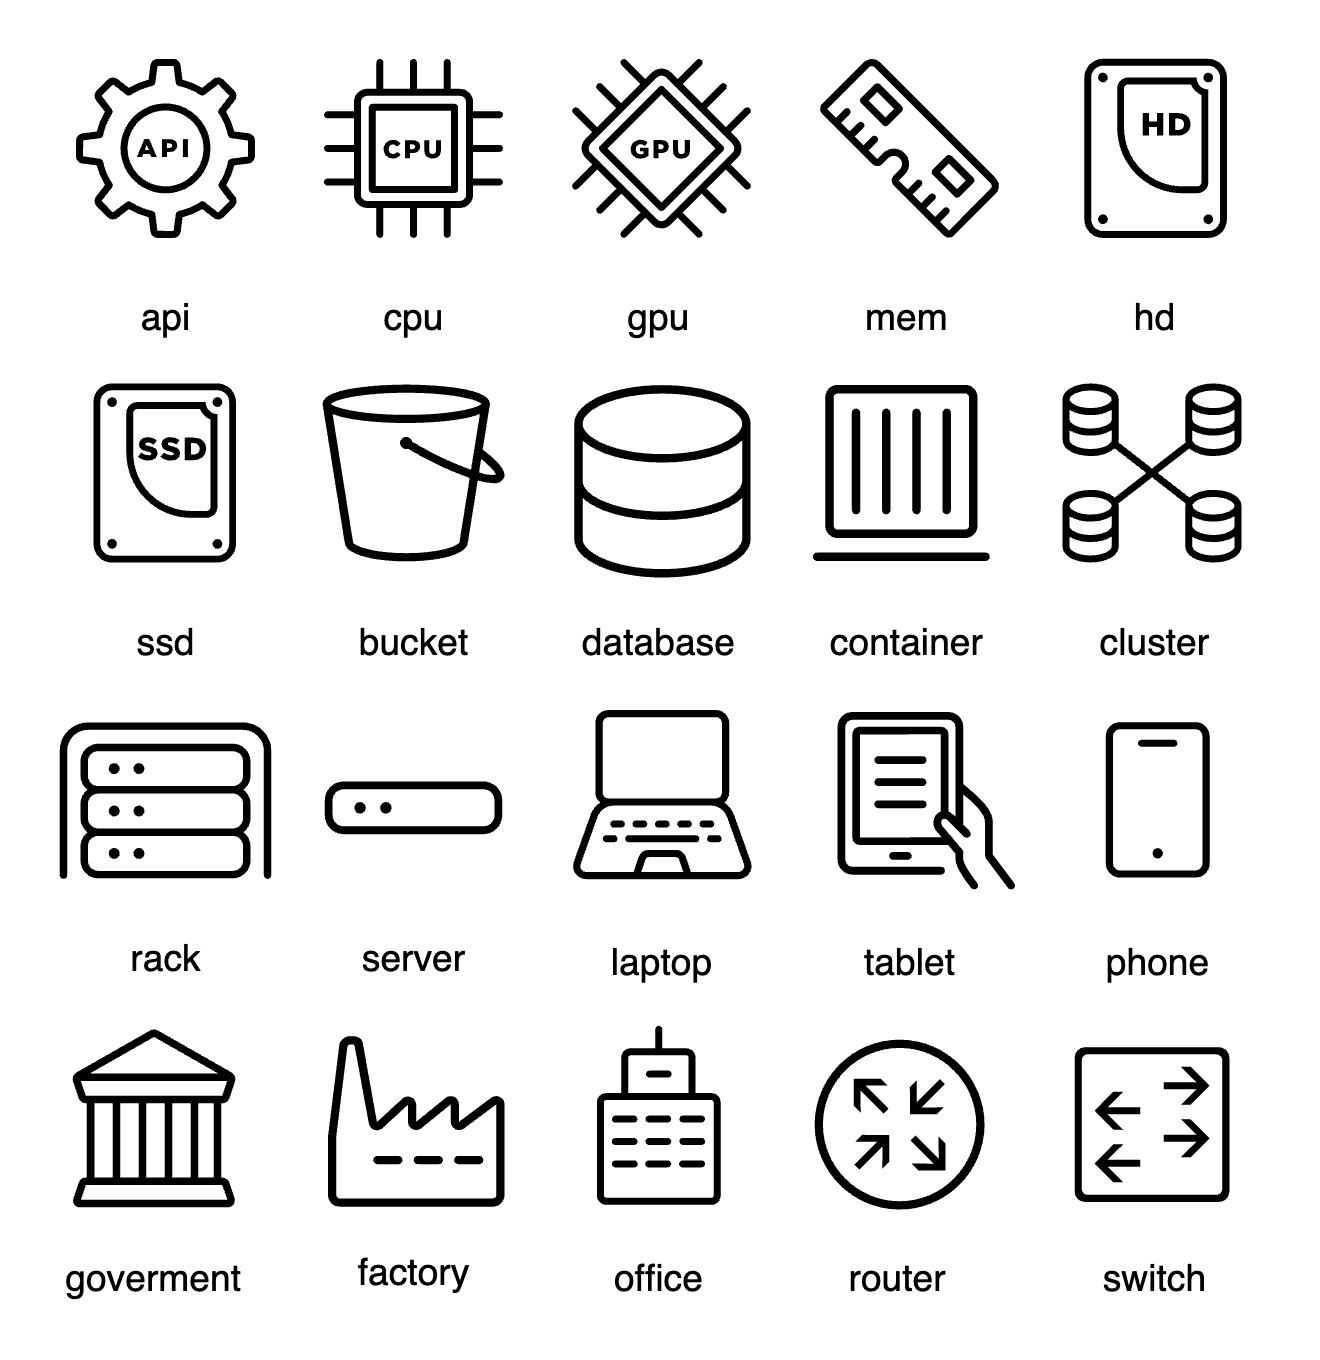 API
CPU
GPU
HD
api
cpu
gpu
mem
hd
SSD
ssd
bucket
database
container
cluster
rack
server
laptop
tablet
phone
goverment
factory
office
router
switch